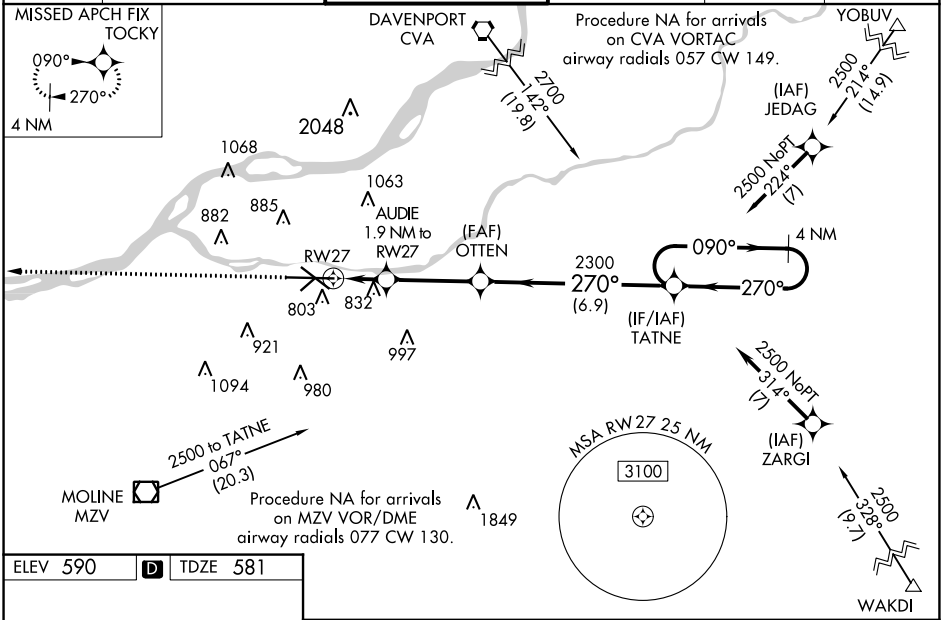 MISSED APCH FIX
TOCKY
090°
270°
4 NM
DAVENPORT
CVA
2700
142°
(19.8)
Procedure NA for arrivals
on CVA VORTAC
airway radials 057 CW 149.
YOBUV
2500
214°
(14.9)
(IAF)
JEDAG
2500 NoPT
224°
(7)
2048
1068
1063
882
885
AUDIE
1.9 NM to
RW27
(FAF)
OTTEN
RW27
803
832
2300
270°
(6.9)
(IF/IAF)
TATNE
090°
4 NM
270°
921
997
1094
980
2500 NoPT
314°
(7)
(IAF)
ZARGI
2500 to TATNE
067°
(20.3)
MOLINE
MZV
Procedure NA for arrivals
on MZV VOR/DME
airway radials 077 CW 130.
1849
MSA RW27 25 NM
3100
2500
328°
(9.7)
WAKDI
ELEV 590
D
TDZE 581